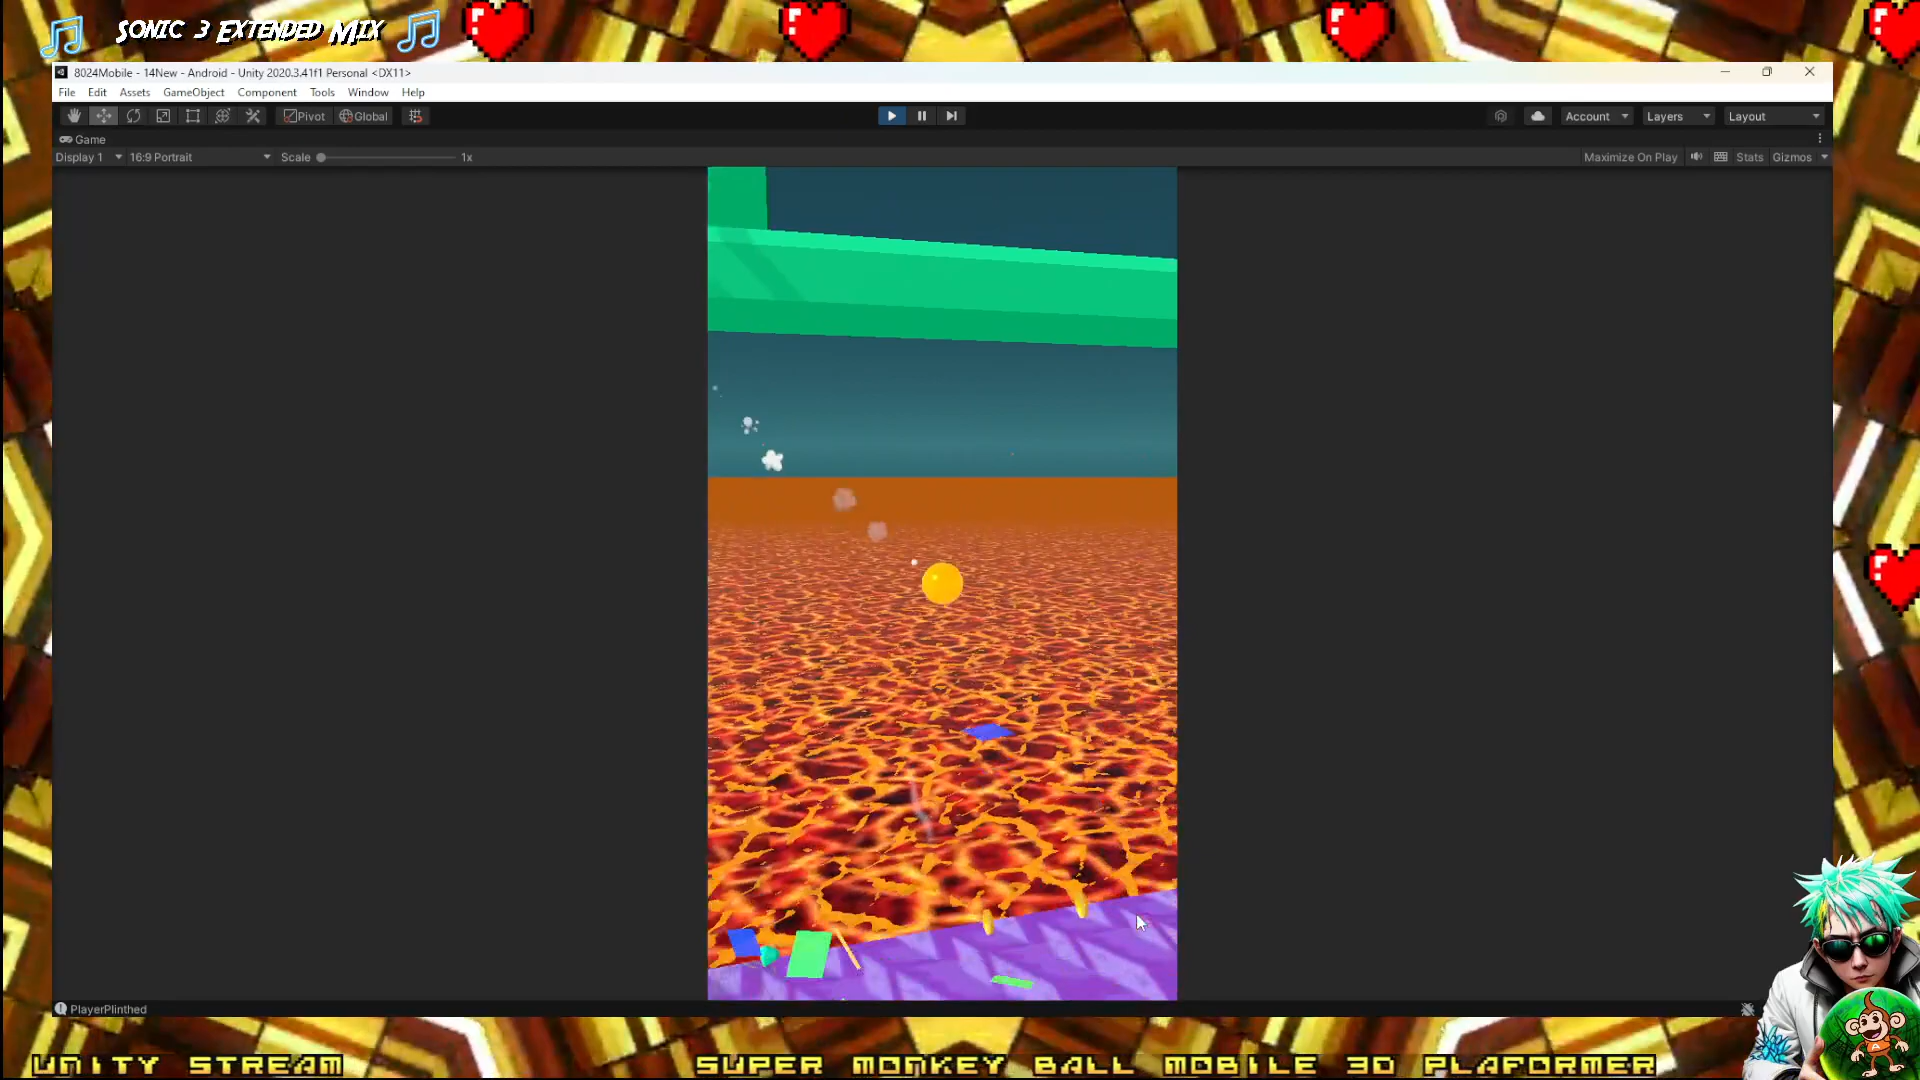 Sonic 3 Extended Mix
8024Mobile - 14New - Android - Unity 2020.3.41f1 Personal <DX11>
File Edit Assets GameObject Component Tools Window Help
Pivot Global Account Layers Layout
Game
Display 1 16:9 Portrait Scale 1x Maximize On Play Stats Gizmos
PlayerPlinthed
UNITY STREAM SUPER MONKEY BALL MOBILE 3D PLAFORMER